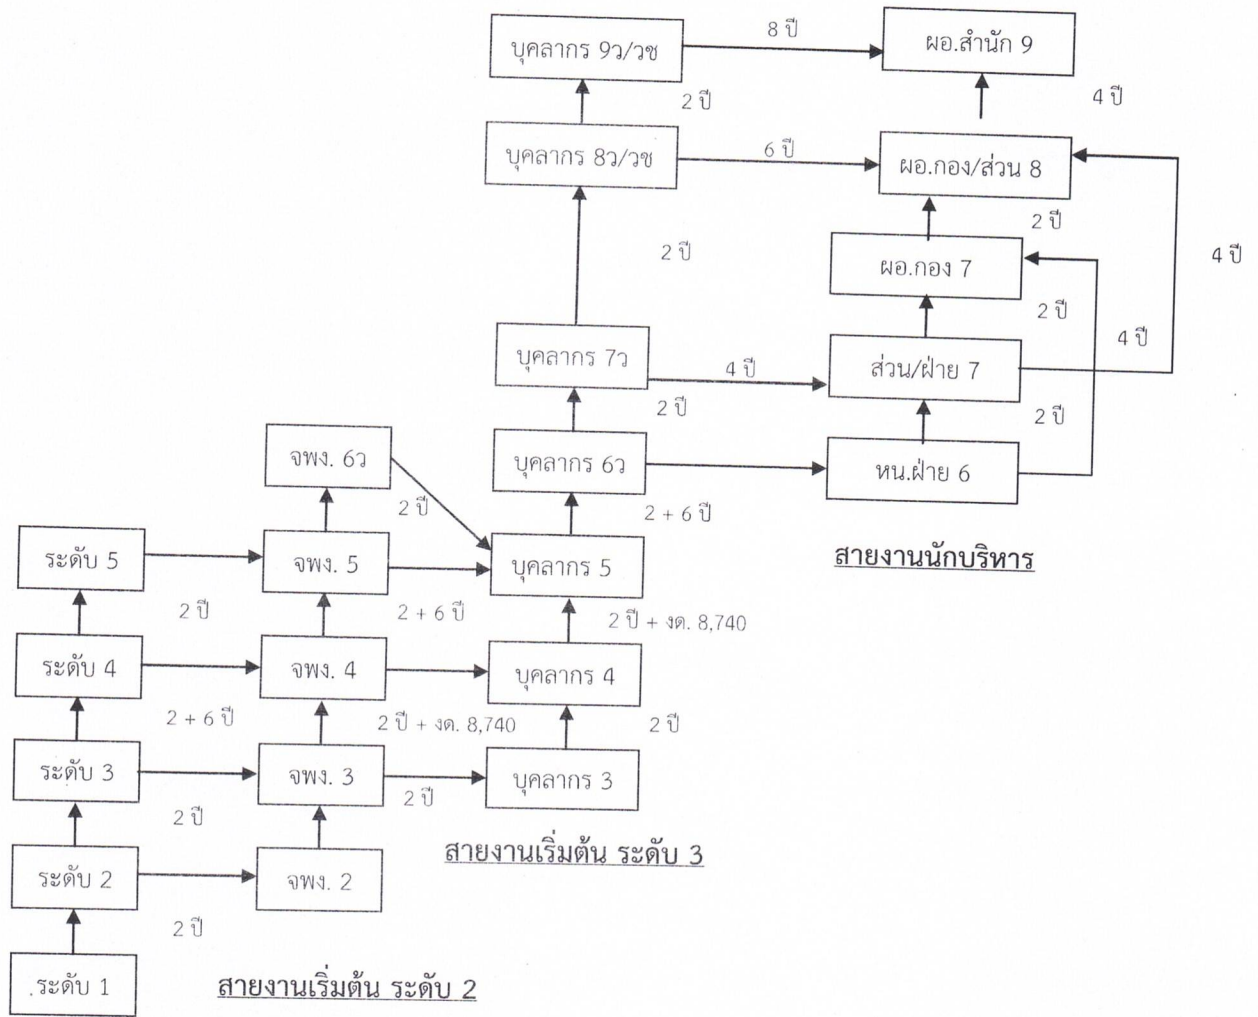 บุคลากร 9ว/วช
8 ปี
ผอ.สำนัก 9
2 ปี
4 ปี
บุคลากร 8ว/วช
6 ปี
ผอ.กอง/ส่วน 8
2 ปี
2 ปี
4 ปี
ผอ.กอง 7
2 ปี
4 ปี
บุคลากร 7ว
4 ปี
ส่วน/ฝ่าย 7
2 ปี
2 ปี
จพง. 6ว
บุคลากร 6ว
หน.ฝ่าย 6
2 ปี
2 + 6 ปี
ระดับ 5
จพง. 5
บุคลากร 5
สายงานนักบริหาร
2 ปี
2 + 6 ปี
2 ปี + งด. 8,740
ระดับ 4
จพง. 4
บุคลากร 4
2 + 6 ปี
2 ปี + งด. 8,740
2 ปี
ระดับ 3
จพง. 3
บุคลากร 3
2 ปี
2 ปี
สายงานเริ่มต้น ระดับ 3
ระดับ 2
จพง. 2
2 ปี
ระดับ 1
สายงานเริ่มต้น ระดับ 2